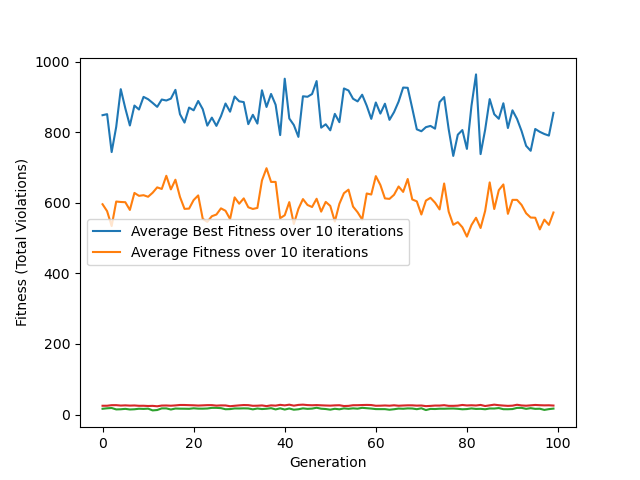 1000
800
600
400
200
0
Fitness (Total Violations)
Average Best Fitness over 10 iterations
Average Fitness over 10 iterations
0 20 40 60 80 100
Generation